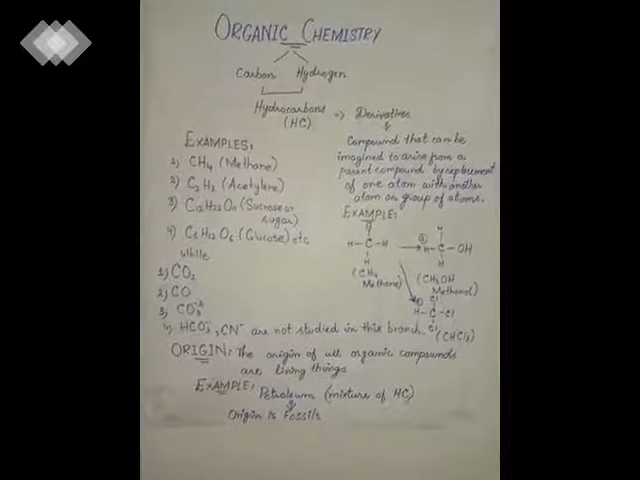 ORGANIC CHEMISTRY
Carbon Hydrogen
Hydrocarbons => Derivatives
(HC)
Compound that can be
imagined to arise from a
parent compound by replacement
of one atom with another
atom or group of atoms.
EXAMPLES:
1) CH4 (Methane)
2) C2H2 (Acetylene)
3) C12H22O11 (Sucrose or
sugar)
4) C6H12O6 (Glucose) etc
while
1) CO2
2) CO
3) CO3
4) HCO3-, CN- are not studied in this branch.
EXAMPLE:
H
H-C-H
H
(CH4
Methane)
H
H-C-OH
H
(CH3OH
Methanol)
Cl
H-C-Cl
Cl
(CHCl3)
ORIGIN: The origin of all organic compounds
are living things
EXAMPLE: Petroleum (mixture of HC)
Origin is Fossils